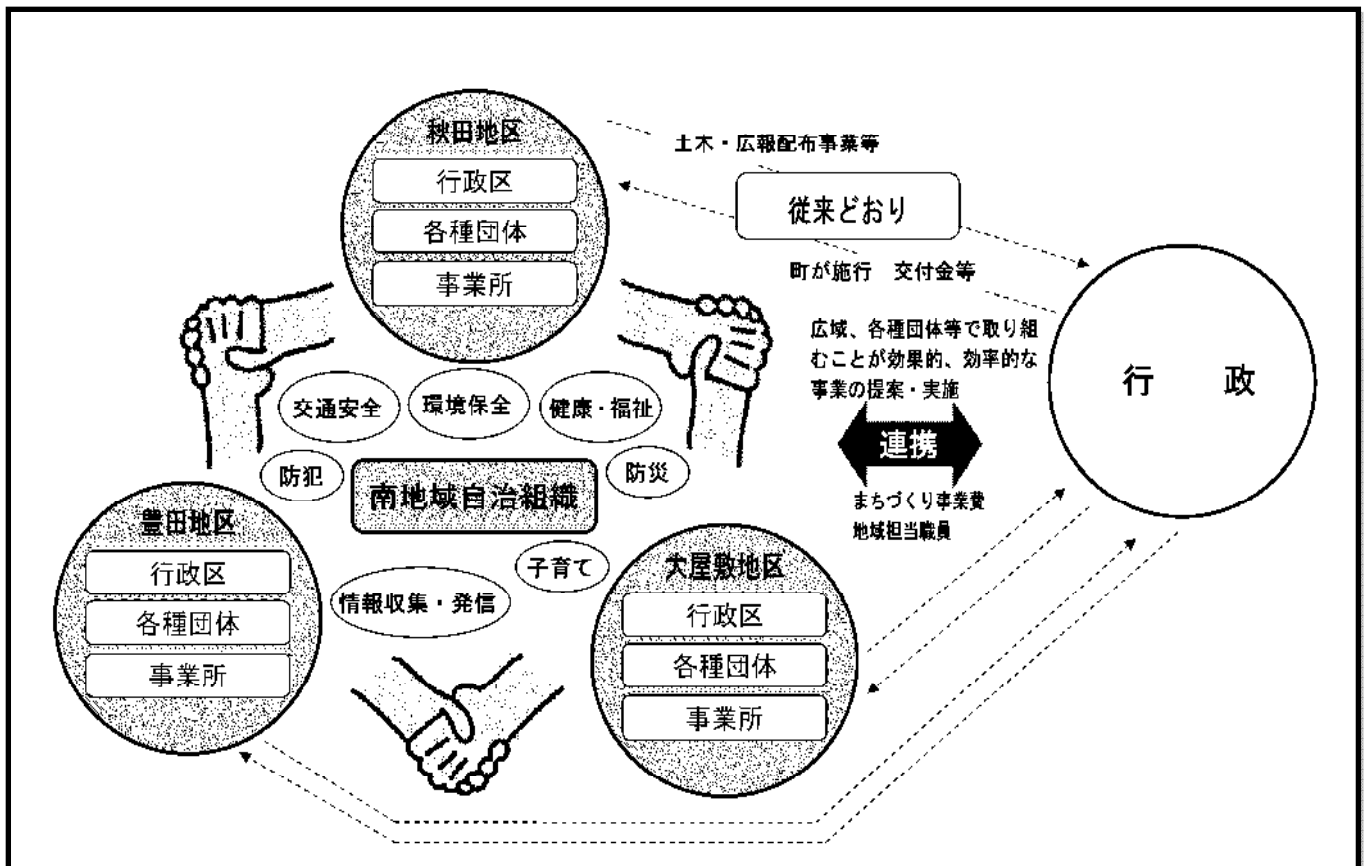 秋田地区
行政区
各種団体
事業所
土木・広報配布事業等
従来どおり
町が施行　交付金等
広域、各種団体等で取り組
むことが効果的、効率的な
事業の提案・実施
連携
まちづくり事業費
地域担当職員
行　政
交通安全
環境保全
健康・福祉
防犯
南地域自治組織
防災
子育て
情報収集・発信
豊田地区
行政区
各種団体
事業所
大屋敷地区
行政区
各種団体
事業所